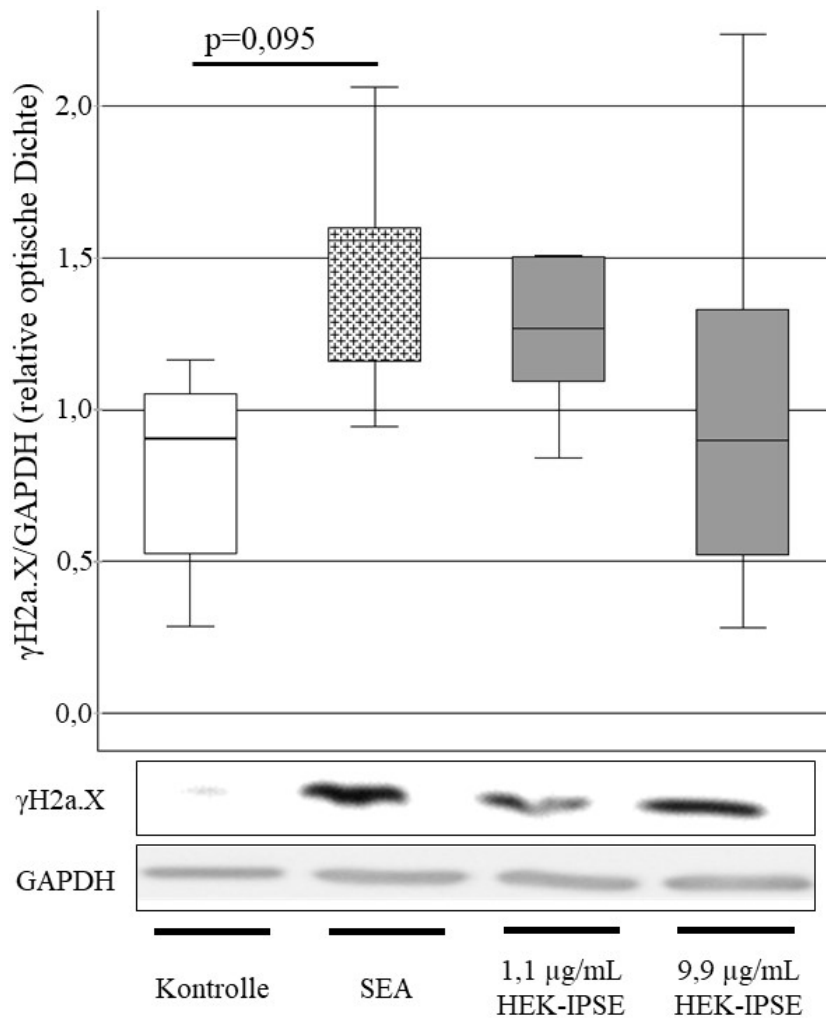 p=0,095
γH2a.X/GAPDH (relative optische Dichte)
2,0
1,5
1,0
0,5
0,0
γH2a.X
GAPDH
Kontrolle
SEA
1,1 µg/mL
HEK-IPSE
9,9 µg/mL
HEK-IPSE